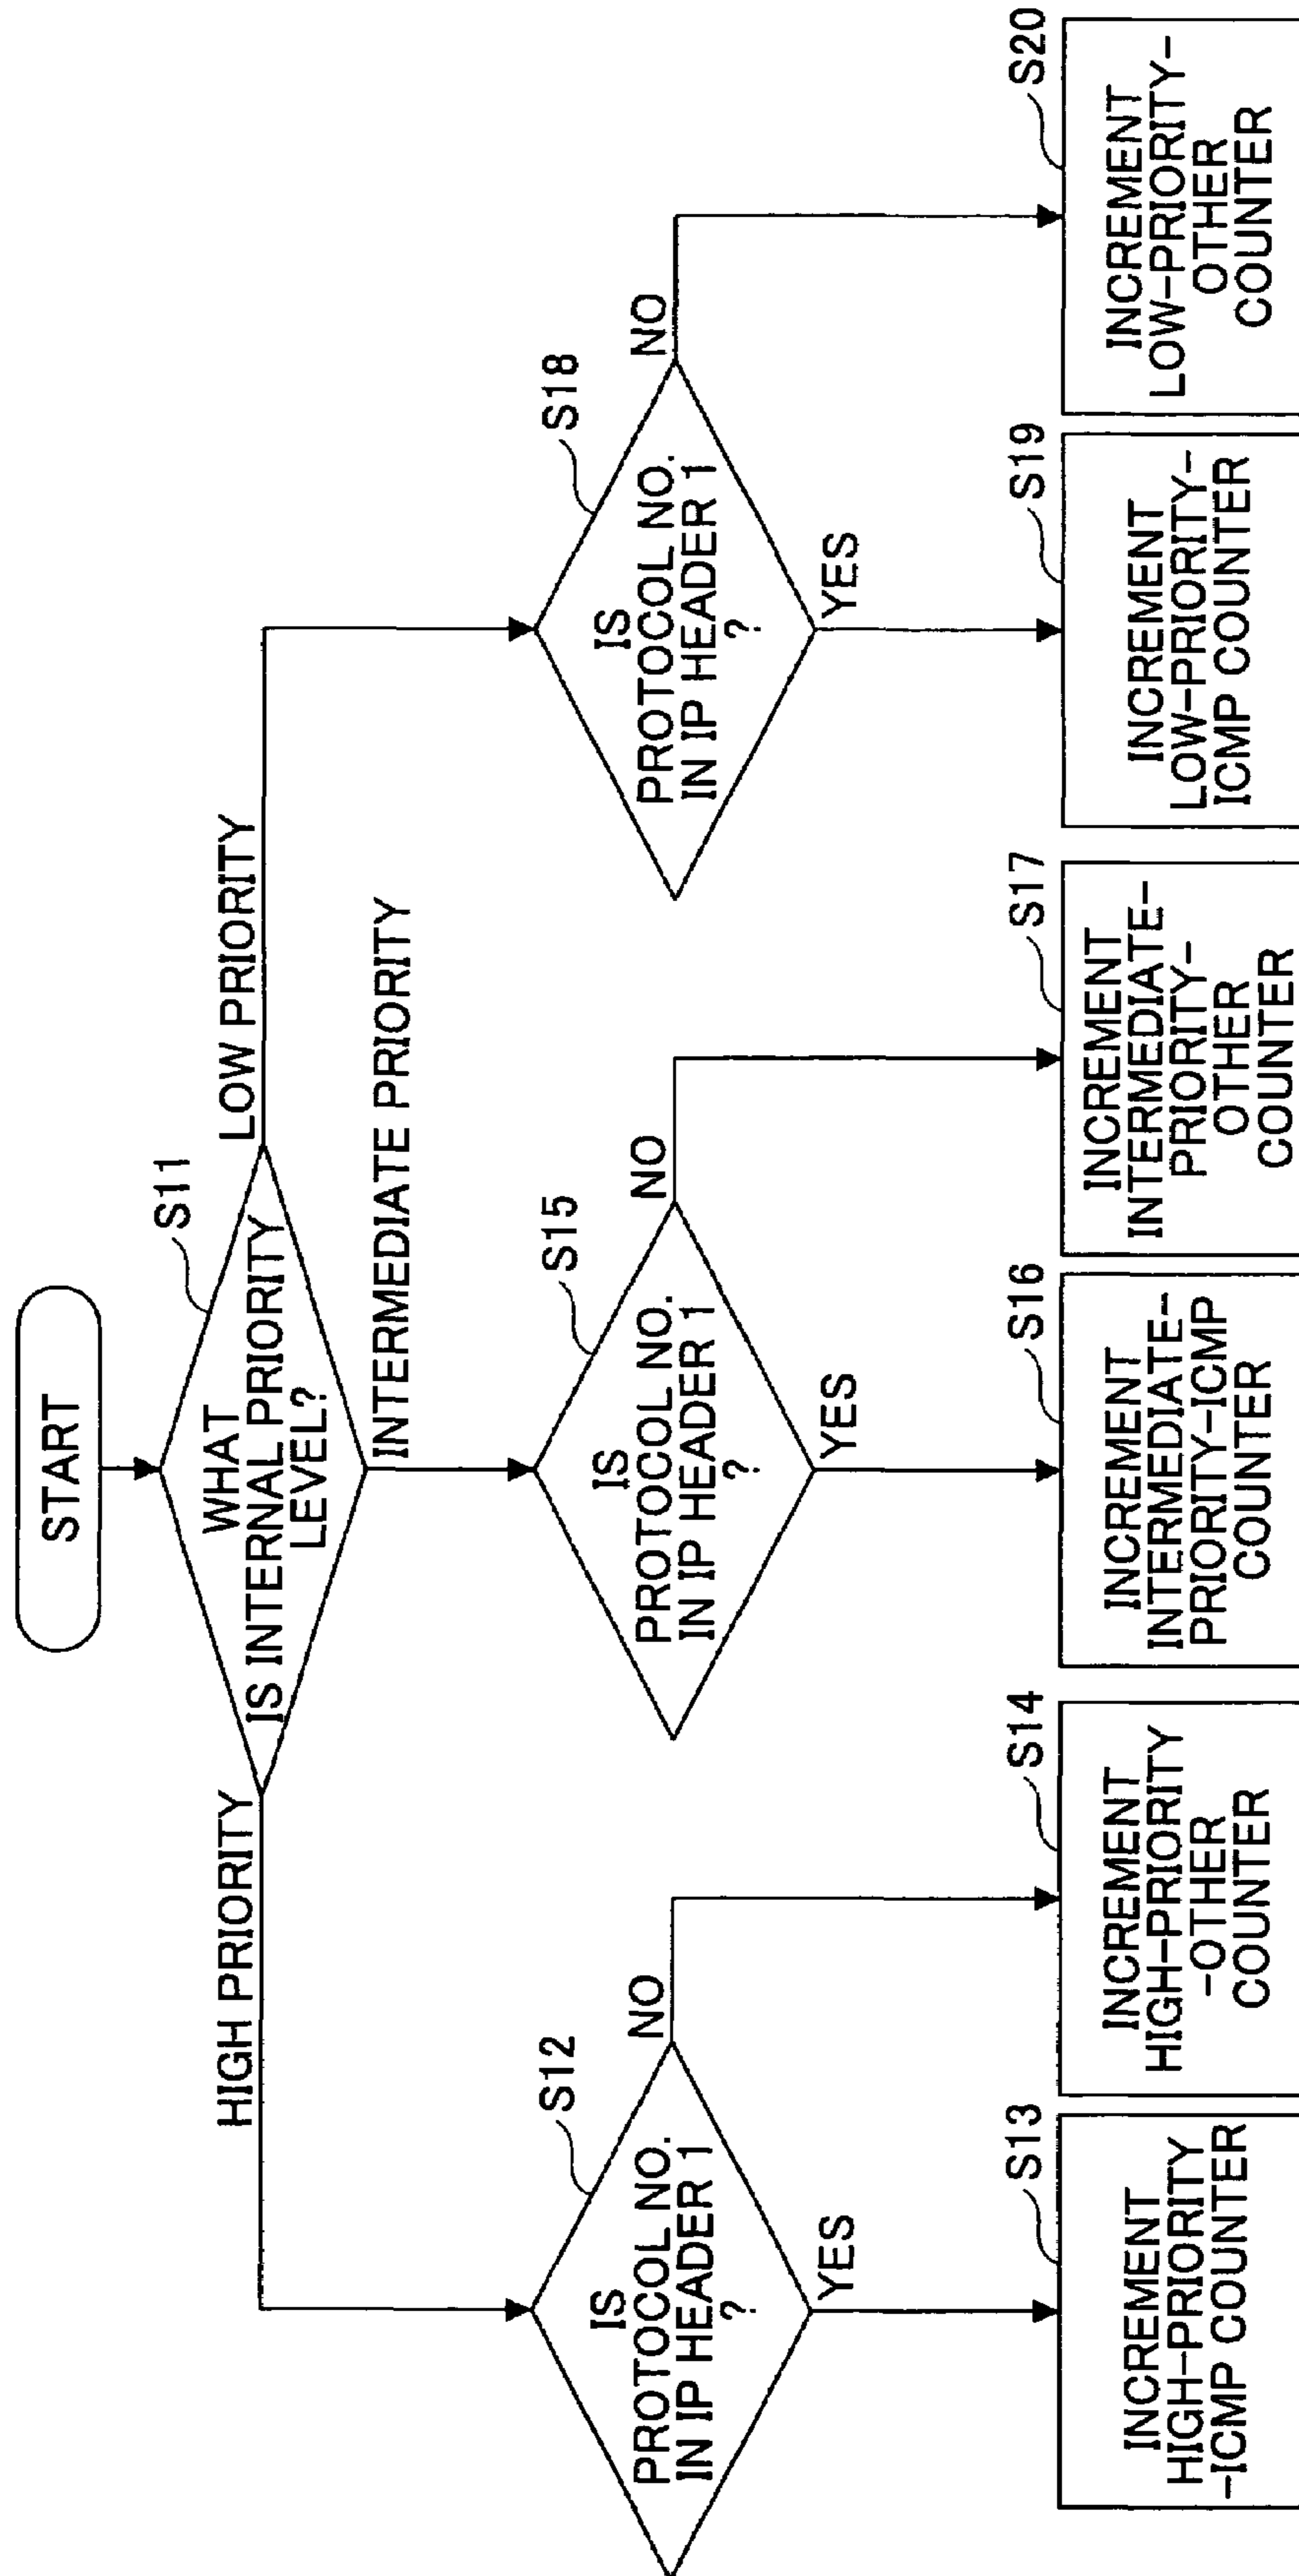 START
WHAT
IS INTERNAL PRIORITY
LEVEL?
S11
HIGH PRIORITY
LOW PRIORITY
INTERMEDIATE PRIORITY
IS
PROTOCOL NO.
IN IP HEADER 1
?
S12
NO
YES
IS
PROTOCOL NO.
IN IP HEADER 1
?
S15
NO
YES
IS
PROTOCOL NO.
IN IP HEADER 1
?
S18
NO
YES
S13
INCREMENT
HIGH-PRIORITY
-ICMP COUNTER
S14
INCREMENT
HIGH-PRIORITY
-OTHER
COUNTER
S16
INCREMENT
INTERMEDIATE-
PRIORITY-ICMP
COUNTER
S17
INCREMENT
INTERMEDIATE-
PRIORITY-
OTHER
COUNTER
S19
INCREMENT
LOW-PRIORITY-
ICMP COUNTER
S20
INCREMENT
LOW-PRIORITY-
OTHER
COUNTER